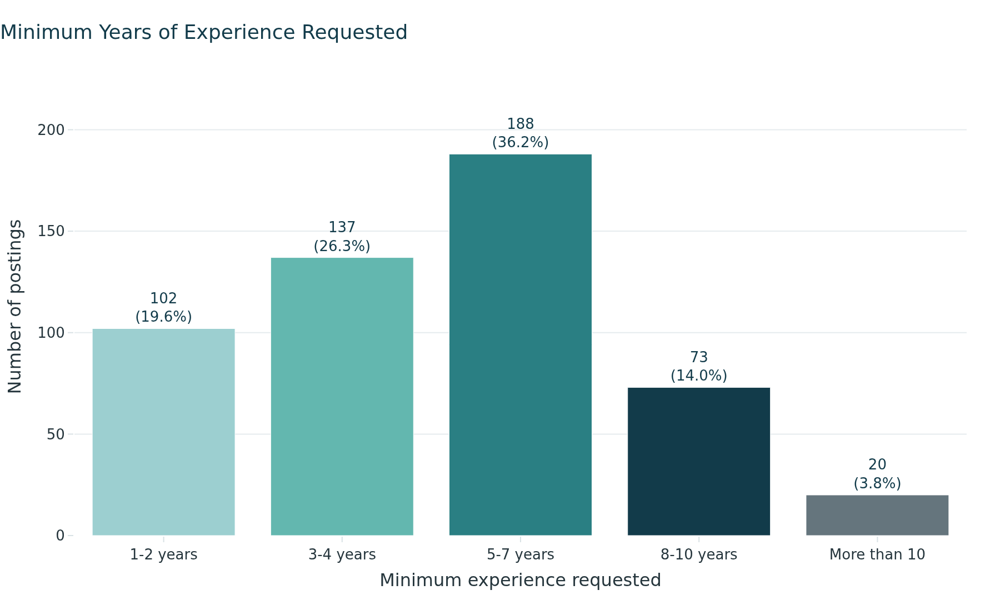 Minimum Years of Experience Requested
Number of postings
200
150
100
50
0
102
(19.6%)
137
(26.3%)
188
(36.2%)
73
(14.0%)
20
(3.8%)
1-2 years
3-4 years
5-7 years
8-10 years
More than 10
Minimum experience requested